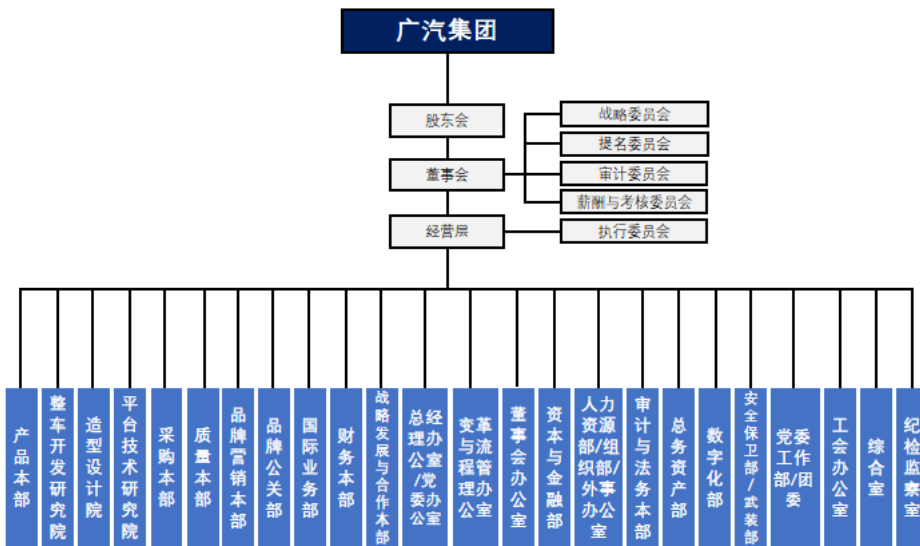 广汽集团
股东会
董事会
经营层
战略委员会
提名委员会
审计委员会
薪酬与考核委员会
执行委员会
产品本部
整车开发研究院
造型设计院
平台技术研究院
采购本部
质量本部
品牌营销本部
品牌公关部
国际业务部
财务本部
战略发展与合作本部
总经理办公室/党委办公室
变革与流程管理办公室
董事会办公室
资本与金融部
人力资源部/组织部/外事办公室
审计与法务本部
总务资产部
数字化部
安全保卫部/武装部
党委工作部/团委
工会办公室
综合室
纪检监察室